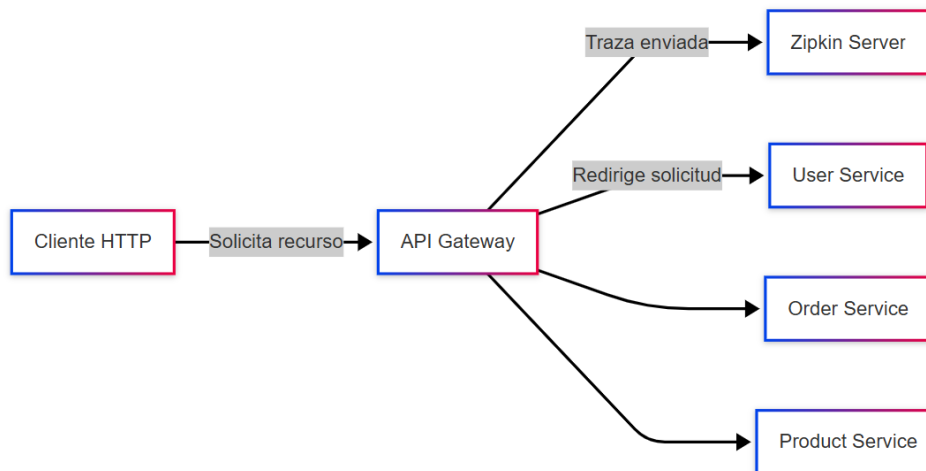 Traza enviada
Zipkin Server
Redirige solicitud
User Service
Cliente HTTP
Solicita recurso
API Gateway
Order Service
Product Service